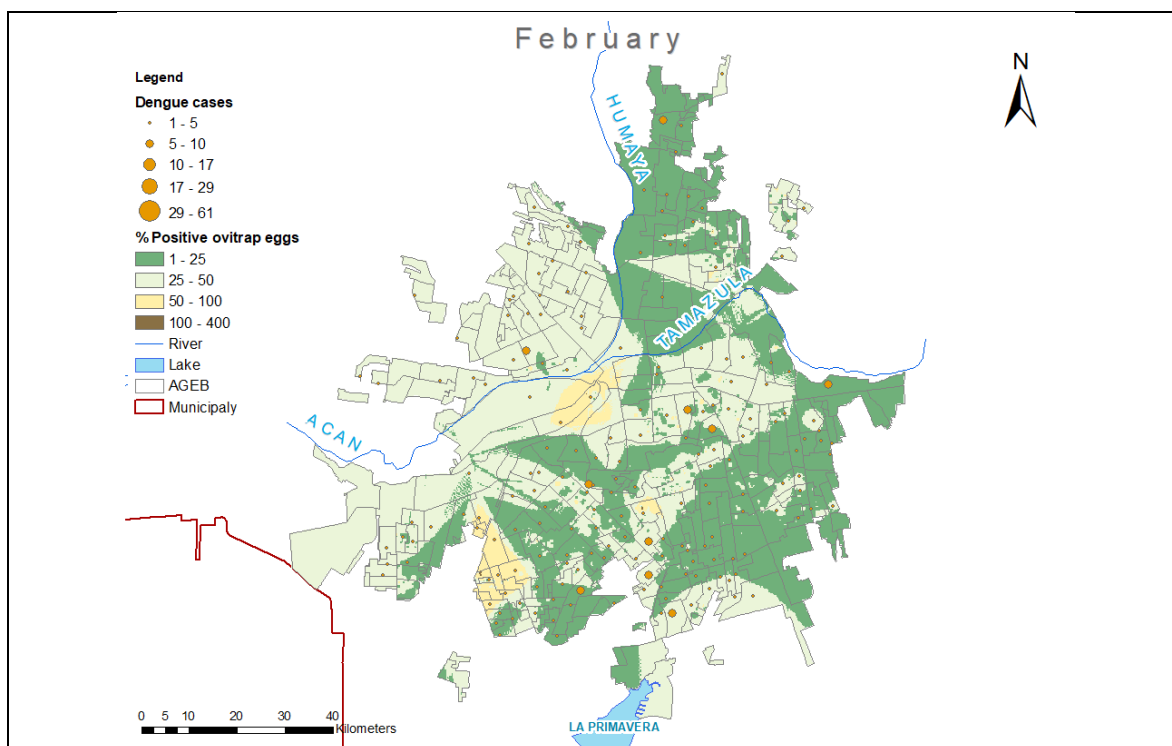 February
N
Legend
Dengue cases
1 - 5
5 - 10
10 - 17
17 - 29
29 - 61
% Positive ovitrap eggs
1 - 25
25 - 50
50 - 100
100 - 400
River
Lake
AGEB
Municipaly
HUMAYA
TAMAZULA
ACAN
LA PRIMAVERA
0 5 10 20 30 40
Kilometers